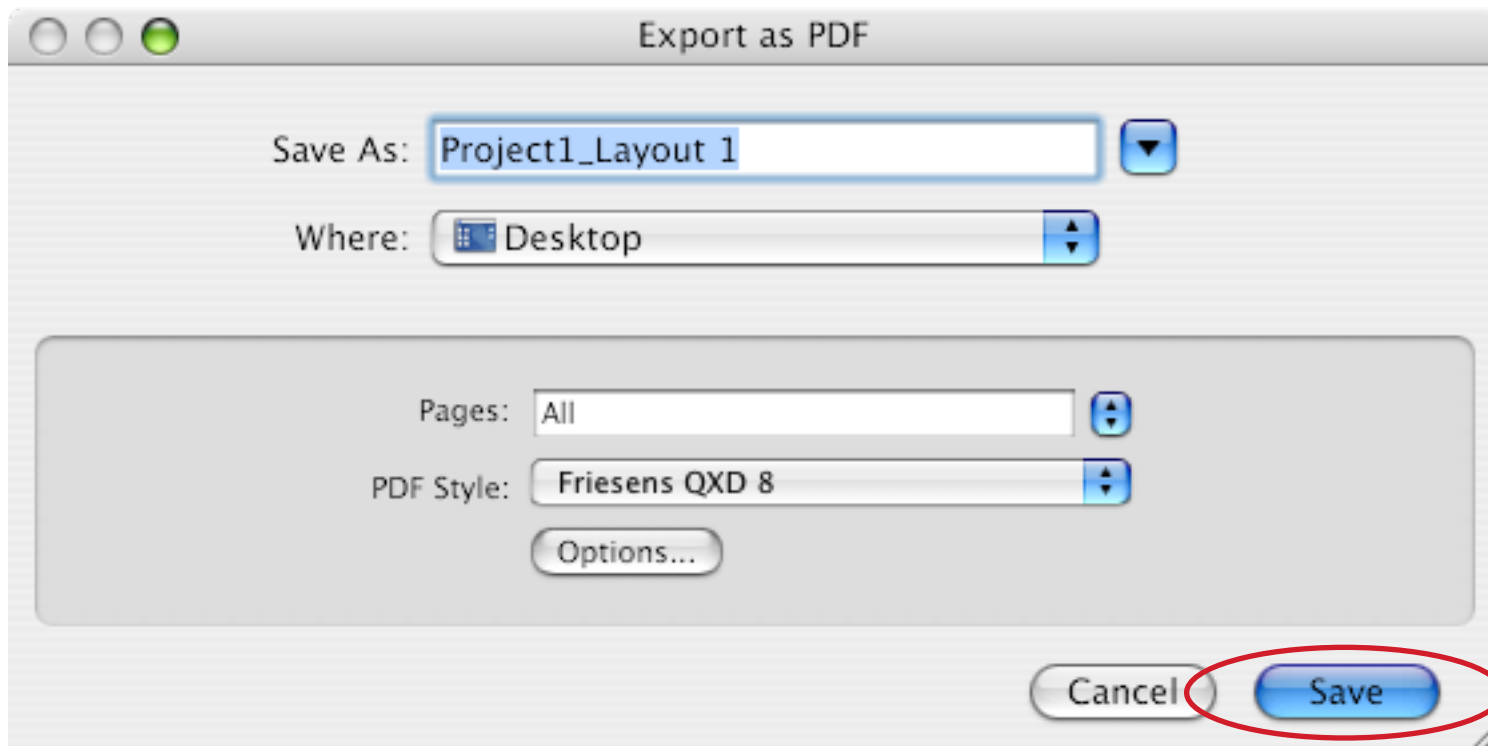 Export as PDF
Save As: Project1_Layout 1
Where: Desktop
Pages: All
PDF Style: Friesens QXD 8
Options...
Cancel Save